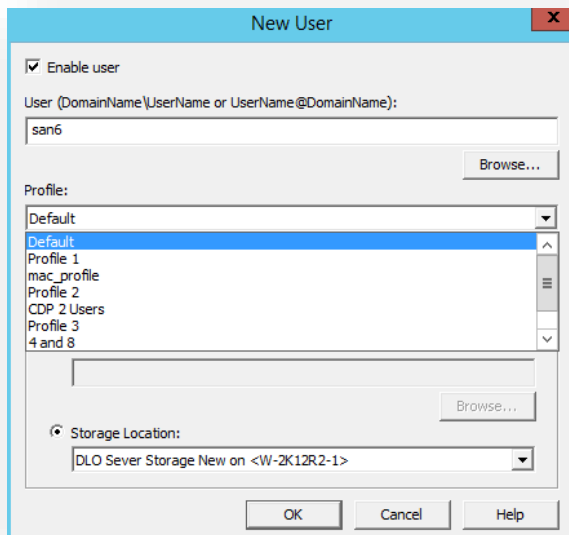 New User
x
Enable user
User (DomainName\UserName or UserName@DomainName):
san6
Browse...
Profile:
Default
Default
Profile 1
mac_profile
Profile 2
CDP 2 Users
Profile 3
4 and 8
Browse...
Storage Location:
DLO Sever Storage New on <W-2K12R2-1>
OK Cancel Help